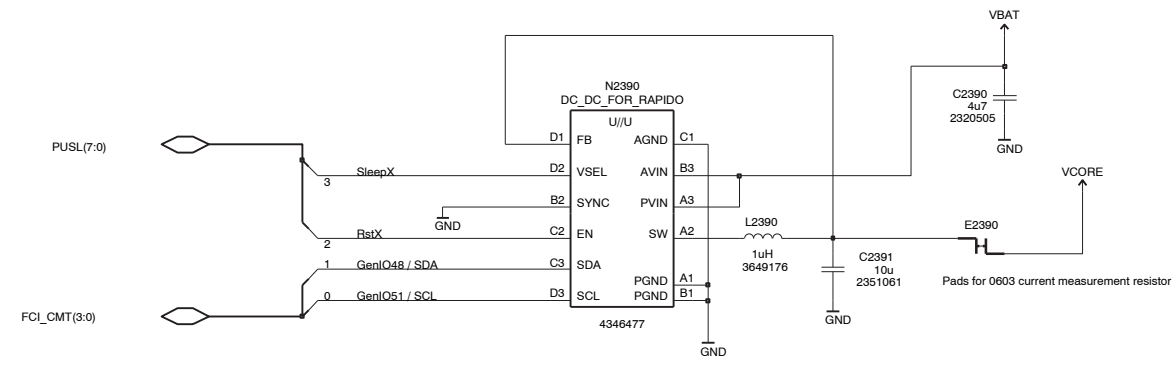 VBAT
N2390
DC_DC_FOR_RAPIDO
U//U
C2390
4u7
2320505
GND
PUSL(7:0)
D1 FB AGND C1
3 SleepX D2 VSEL AVIN B3
VCORE
B2 SYNC PVIN A3
GND
L2390
E2390
2 RstX C2 EN SW A2
1uH
3649176
C2391
10u
2351061
1 GenIO48 / SDA C3 SDA
PGND A1
Pads for 0603 current measurement resistor
0 GenIO51 / SCL D3 SCL PGND B1
FCI_CMT(3:0)
GND
4346477
GND